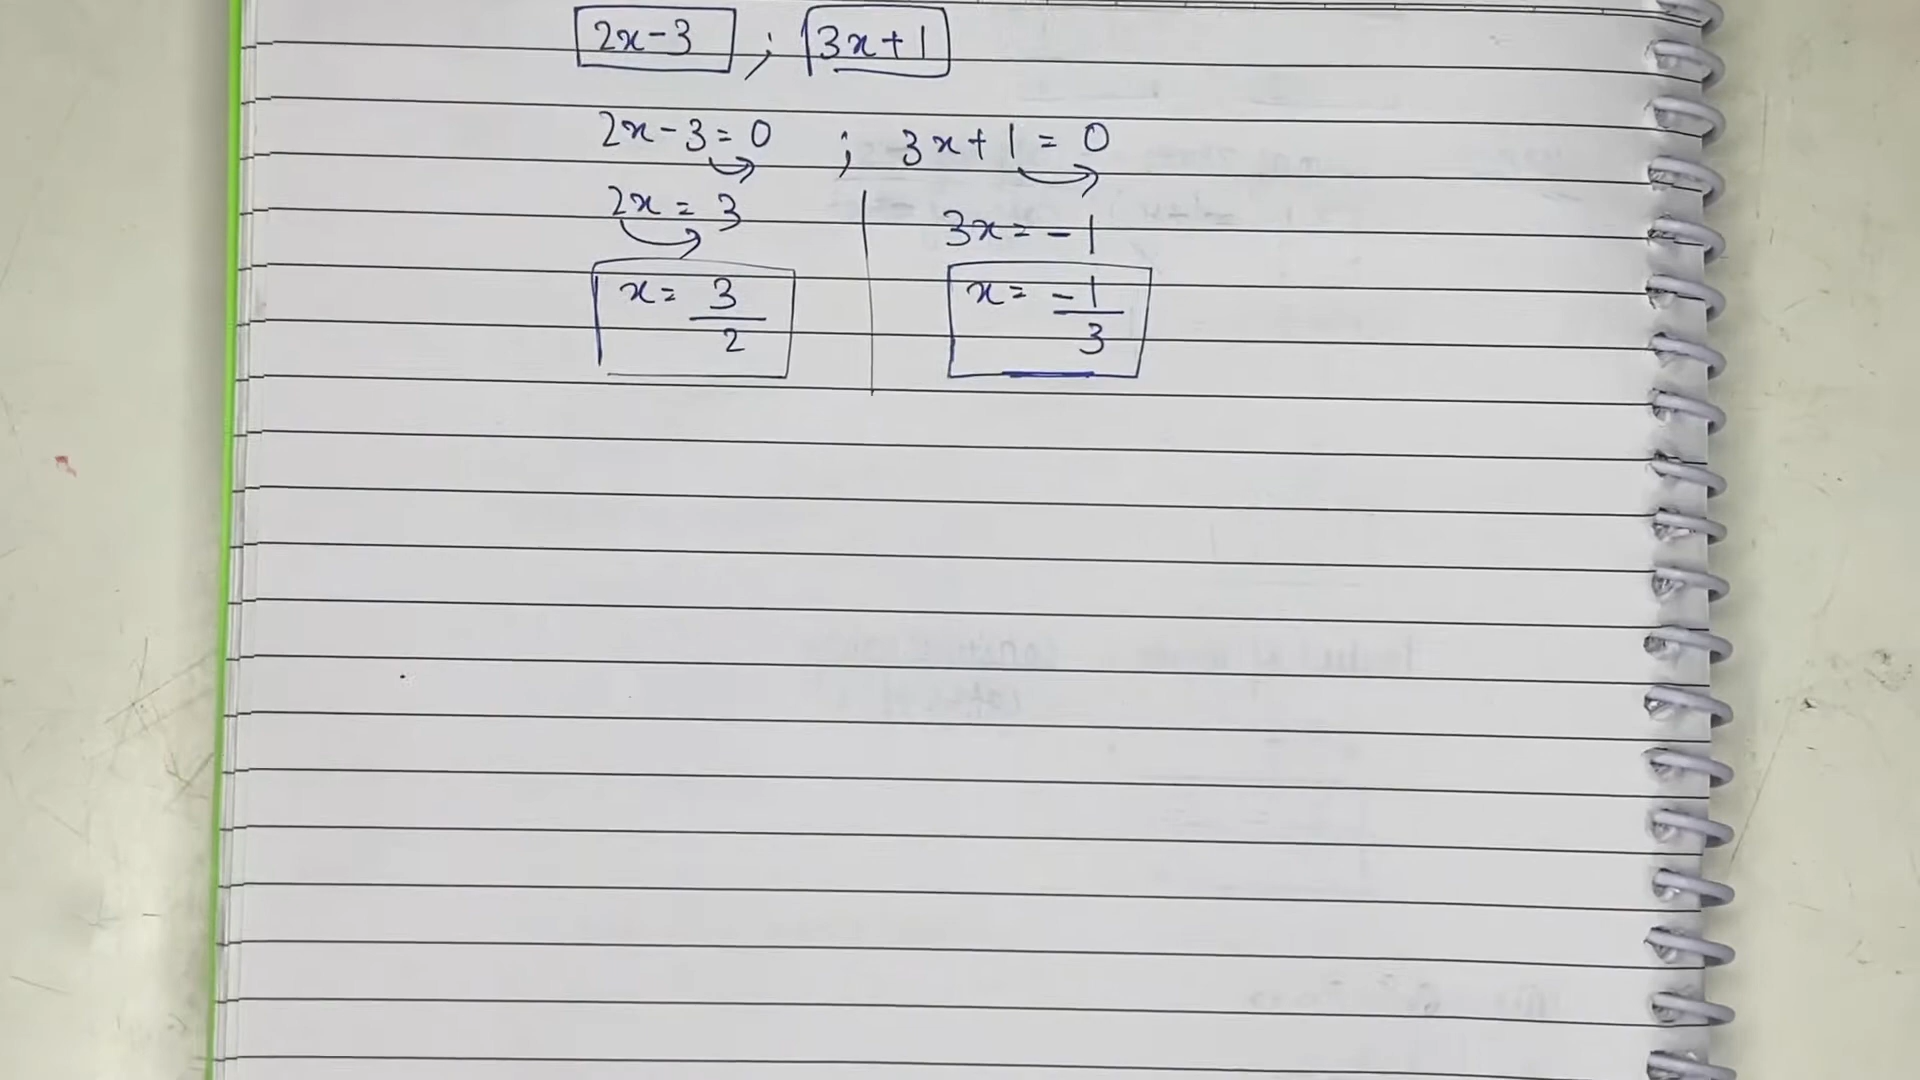 2x-3 ; 3x+1
2x-3=0 ; 3x+1=0
2x=3 | 3x=-1
x=3/2 | x=-1/3